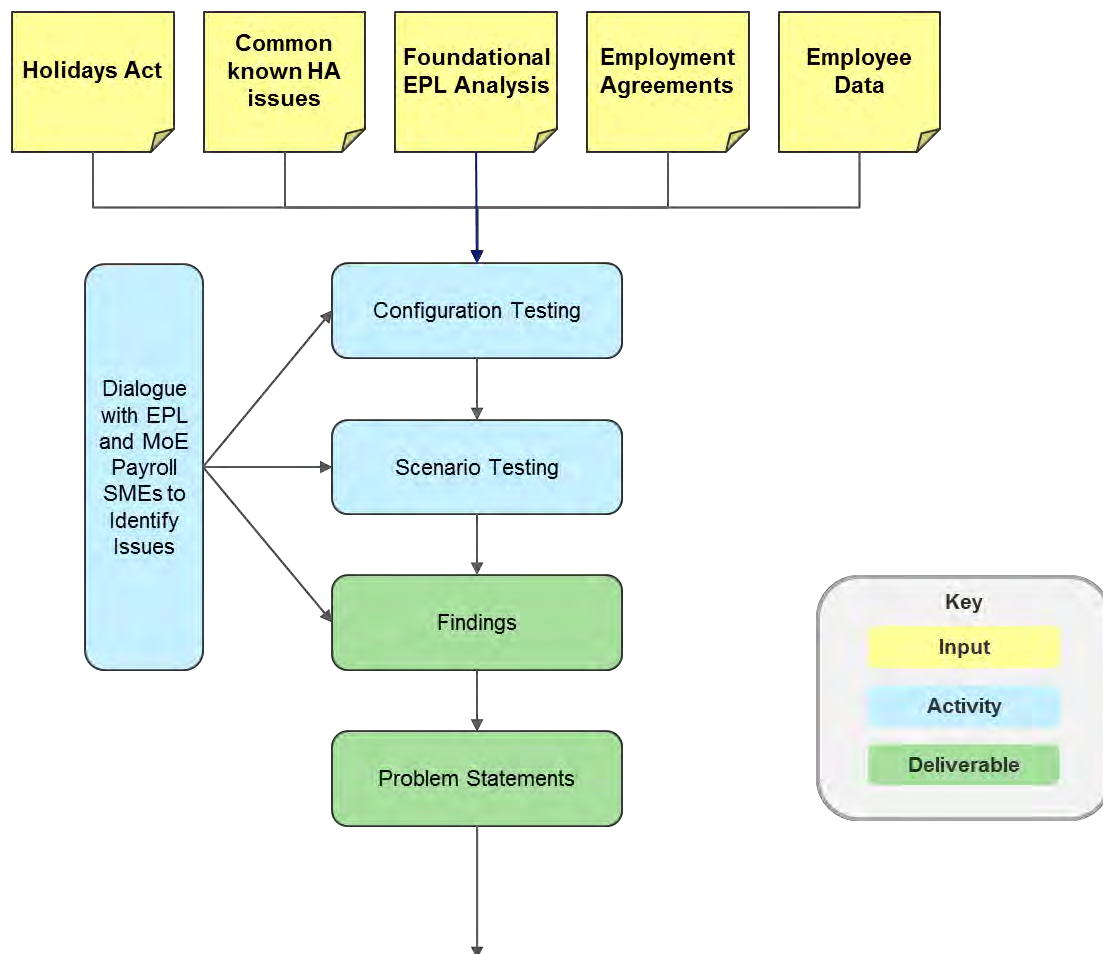 Holidays Act
Common
known HA
issues
Foundational
EPL Analysis
Employment
Agreements
Employee
Data
Configuration Testing
Dialogue
with EPL
and MoE
Payroll
SMEs to
Identify
Issues
Scenario Testing
Findings
Problem Statements
Key
Input
Activity
Deliverable